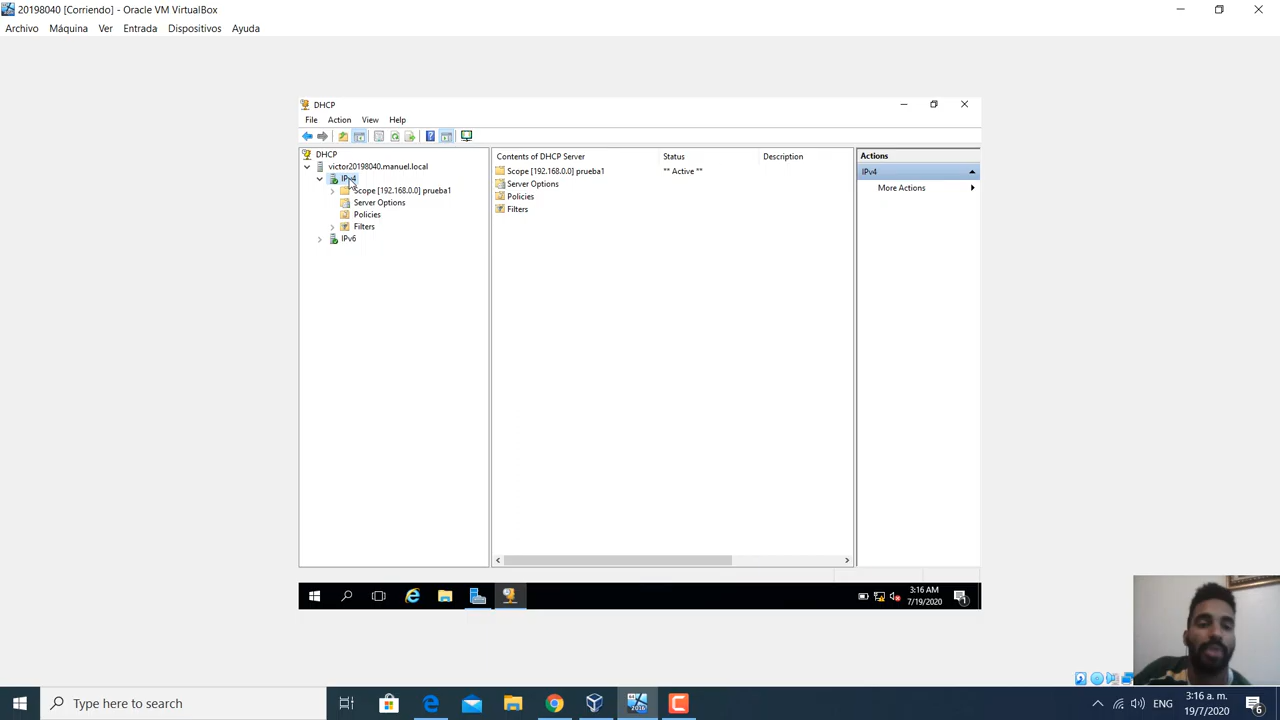 20198040 [Corriendo] - Oracle VM VirtualBox
Archivo Máquina Ver Entrada Dispositivos Ayuda
DHCP
File Action View Help
DHCP
victor20198040.manuel.local
IPv4
Scope [192.168.0.0] prueba1
Server Options
Policies
Filters
IPv6
Contents of DHCP Server Status Description
Scope [192.168.0.0] prueba1 ** Active **
Server Options
Policies
Filters
Actions
IPv4
More Actions
3:16 AM
7/19/2020
1
Type here to search
ENG
3:16 a. m.
19/7/2020
6